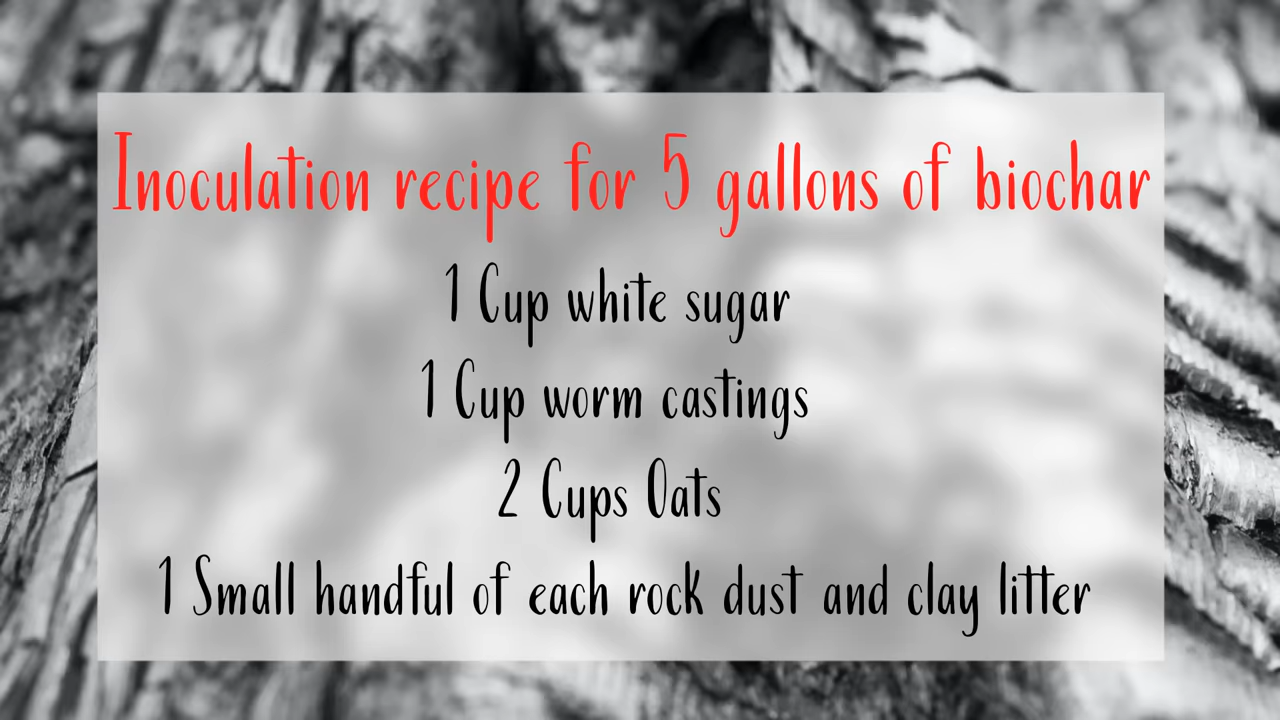 Inoculation recipe for 5 gallons of biochar
1 Cup white sugar
1 Cup worm castings
2 Cups Oats
1 Small handful of each rock dust and clay litter